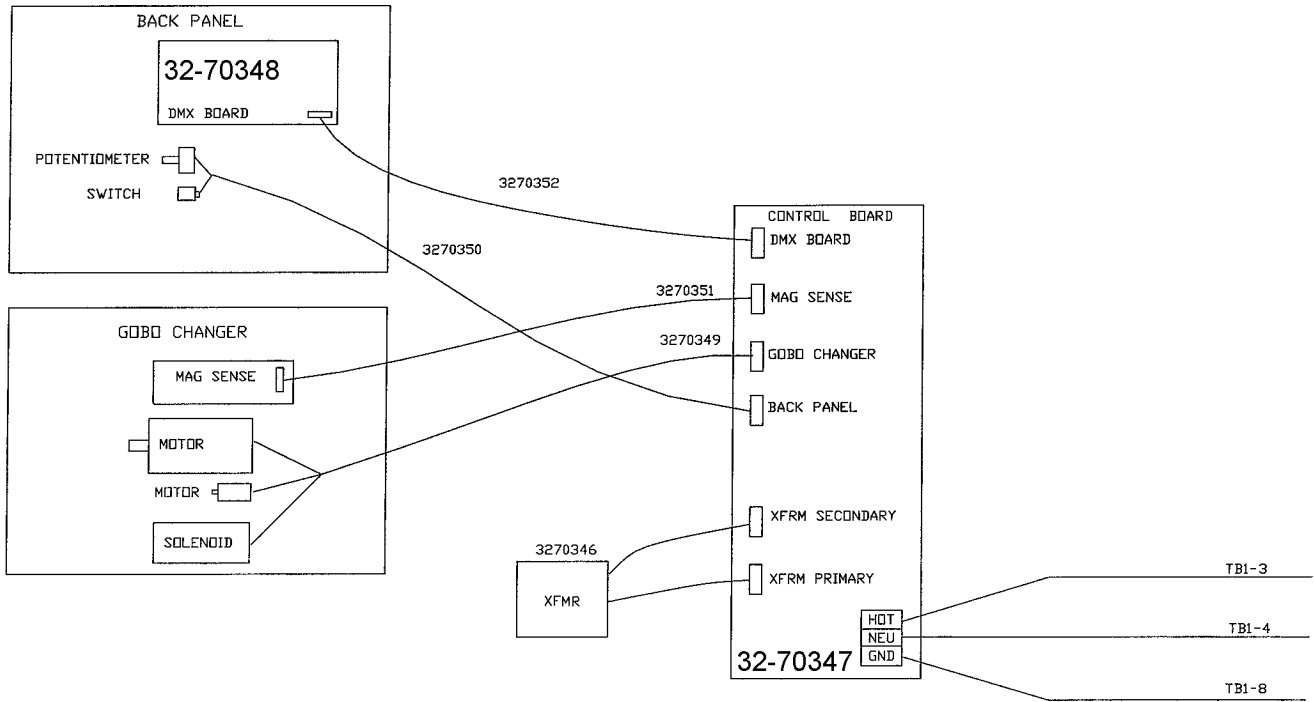 BACK PANEL
32-70348
DMX BOARD
POTENTIOMETER
SWITCH
3270352
3270350
CONTROL BOARD
DMX BOARD
3270351
MAG SENSE
3270349
GOBO CHANGER
BACK PANEL
GOBO CHANGER
MAG SENSE
MOTOR
MOTOR
SOLENOID
XFRM SECONDARY
3270346
XFMR
XFRM PRIMARY
HOT
NEU
GND
32-70347
TB1-3
TB1-4
TB1-8